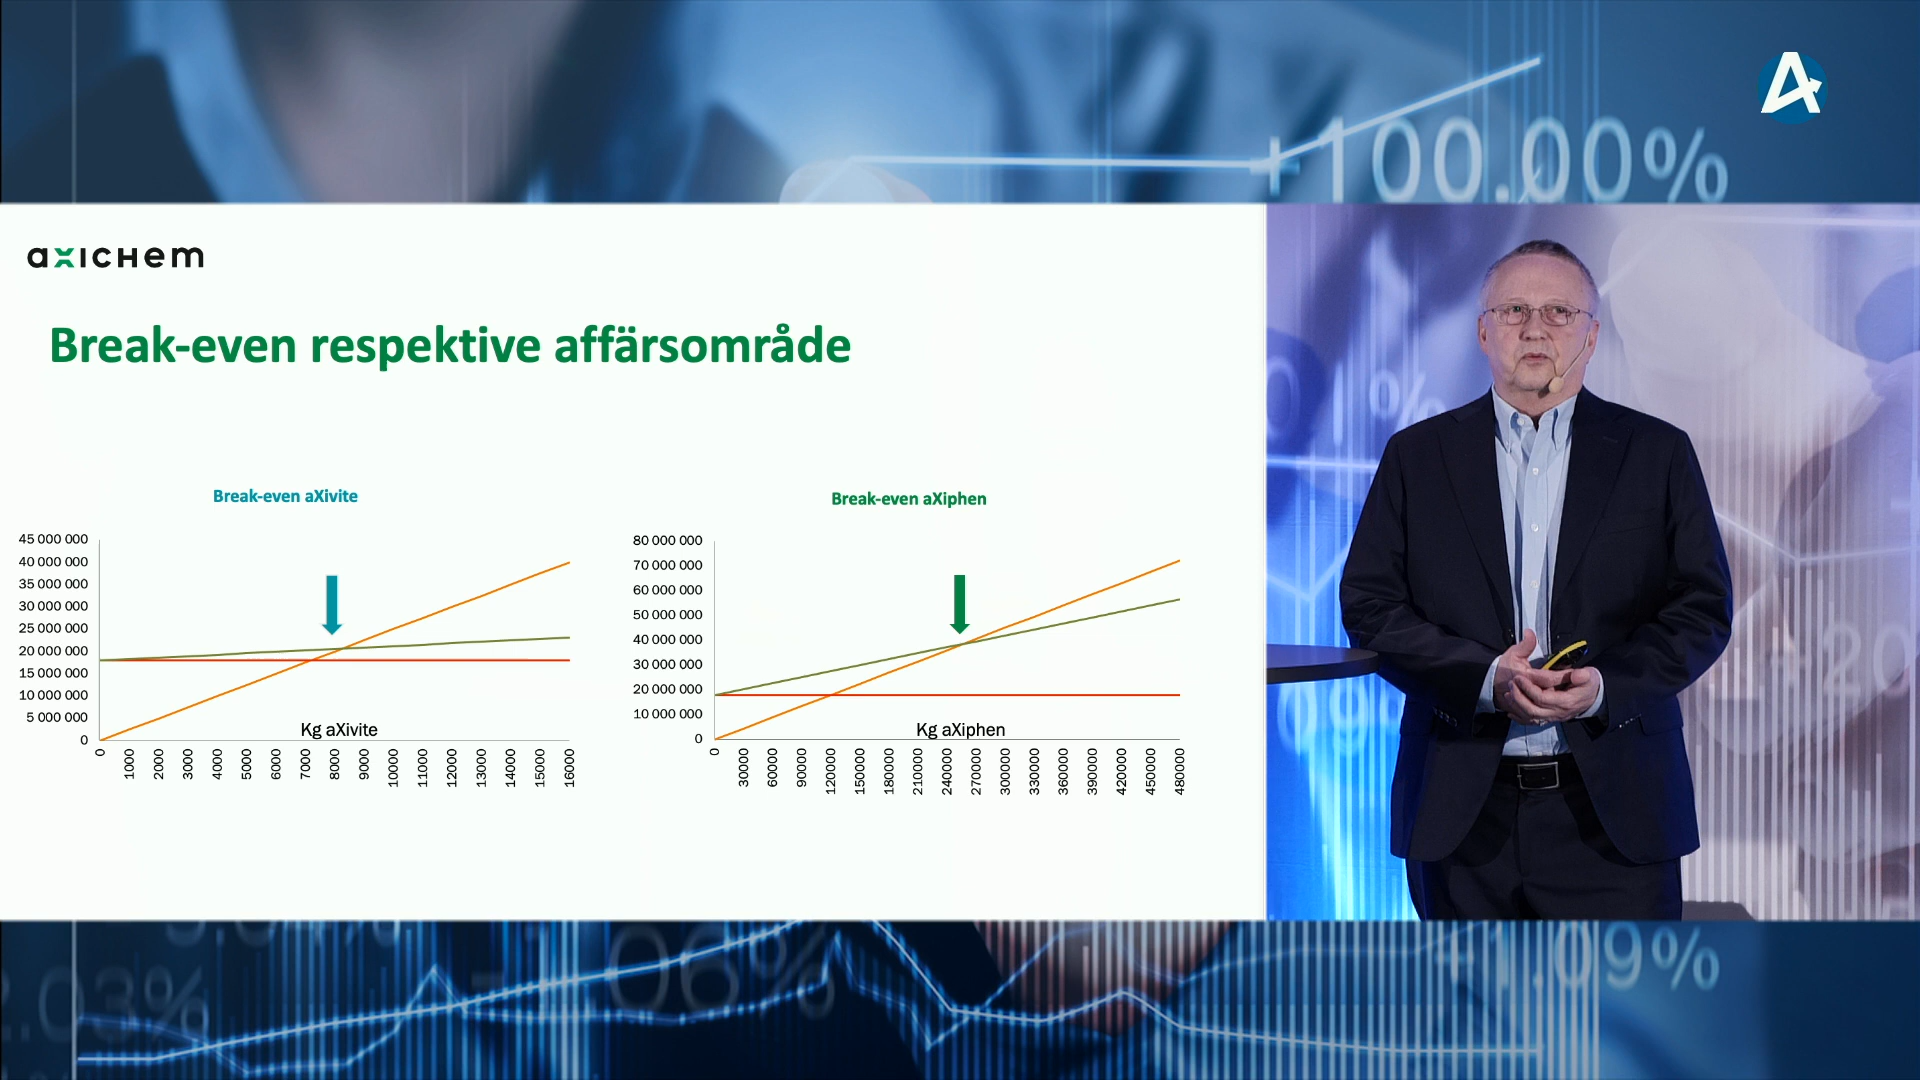 +100.00%
axichem
Break-even respektive affärsområde
Break-even aXivite
45 000 000
40 000 000
35 000 000
30 000 000
25 000 000
20 000 000
15 000 000
10 000 000
5 000 000
0
Kg aXivite
0
1000
2000
3000
4000
5000
6000
7000
8000
9000
10000
11000
12000
13000
14000
15000
16000
Break-even aXiphen
80 000 000
70 000 000
60 000 000
50 000 000
40 000 000
30 000 000
20 000 000
10 000 000
0
Kg aXiphen
0
30000
60000
90000
120000
150000
180000
210000
240000
270000
300000
330000
360000
390000
420000
450000
480000
+1.09%